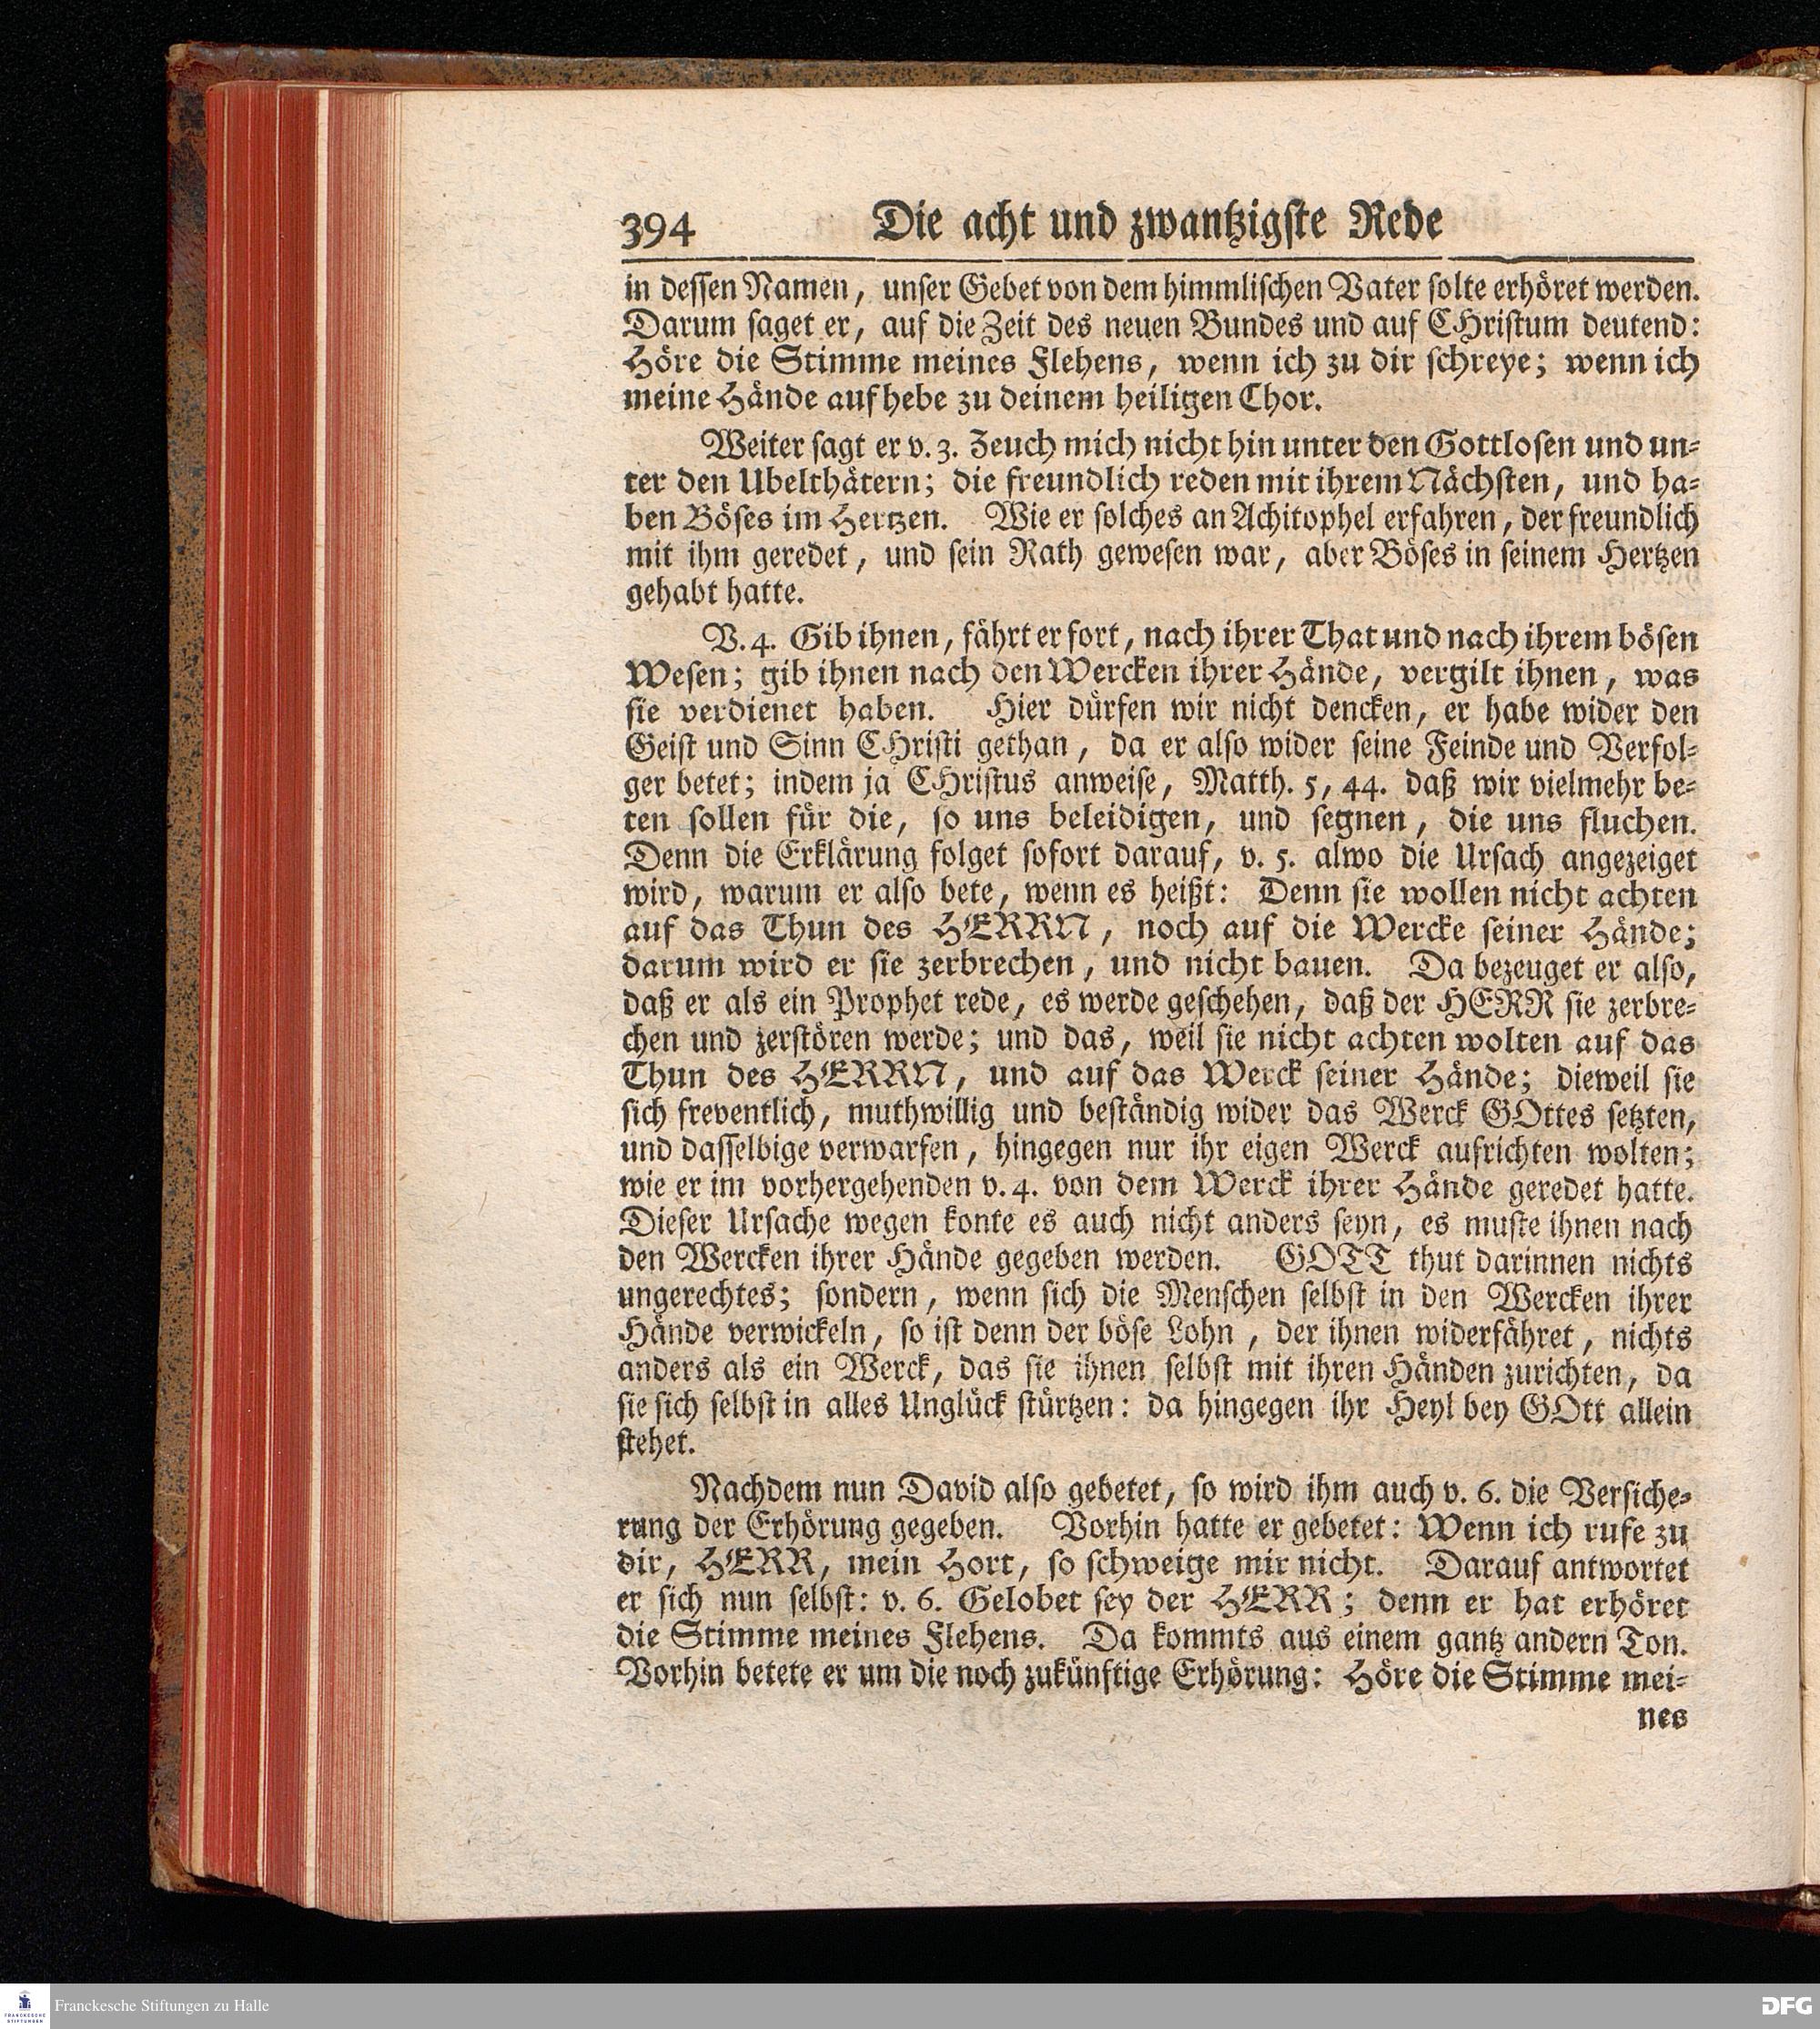 394 Die acht und zwantzigste Rede
in dessen Namen, unser Gebet von dem himmlischen Vater solte erhöret werden.
Darum saget er, auf die Zeit des neuen Bundes und auf CHristum deutend:
Höre die Stimme meines Flehens, wenn ich zu dir schreye; wenn ich
meine Hände aufhebe zu deinem heiligen Chor.
Weiter sagt er v. 3. Zeuch mich nicht hin unter den Gottlosen und un-
ter den Ubelthätern; die freundlich reden mit ihrem Nächsten, und ha-
ben Böses im Hertzen. Wie er solches an Achitophel erfahren, der freundlich
mit ihm geredet, und sein Rath gewesen war, aber Böses in seinem Hertzen
gehabt hatte.
V. 4. Gib ihnen, fährt er fort, nach ihrer That und nach ihrem bösen
Wesen; gib ihnen nach den Wercken ihrer Hände, vergilt ihnen, was
sie verdienet haben. Hier dürfen wir nicht dencken, er habe wider den
Geist und Sinn CHristi gethan, da er also wider seine Feinde und Verfol-
ger betet; indem ja CHristus anweise, Matth. 5, 44. daß wir vielmehr be-
ten sollen für die, so uns beleidigen, und segnen, die uns fluchen.
Denn die Erklärung folget sofort darauf, v. 5. alwo die Ursach angezeiget
wird, warum er also bete, wenn es heißt: Denn sie wollen nicht achten
auf das Thun des HERRN, noch auf die Wercke seiner Hände;
darum wird er sie zerbrechen, und nicht bauen. Da bezeuget er also,
daß er als ein Prophet rede, es werde geschehen, daß der HERR sie zerbre-
chen und zerstören werde; und das, weil sie nicht achten wolten auf das
Thun des HERRN, und auf das Werck seiner Hände; dieweil sie
sich freventlich, muthwillig und beständig wider das Werck GOttes setzten,
und dasselbige verwarfen, hingegen nur ihr eigen Werck aufrichten wolten;
wie er im vorhergehenden v. 4. von dem Werck ihrer Hände geredet hatte.
Dieser Ursache wegen konte es auch nicht anders seyn, es muste ihnen nach
den Wercken ihrer Hände gegeben werden. GOTT thut darinnen nichts
ungerechtes; sondern, wenn sich die Menschen selbst in den Wercken ihrer
Hände verwickeln, so ist denn der böse Lohn, der ihnen widerfähret, nichts
anders als ein Werck, das sie ihnen selbst mit ihren Händen zurichten, da
sie sich selbst in alles Unglück stürtzen: da hingegen ihr Heyl bey GOtt allein
stehet.
Nachdem nun David also gebetet, so wird ihm auch v. 6. die Versiche-
rung der Erhörung gegeben. Vorhin hatte er gebetet: Wenn ich rufe zu
dir, HERR, mein Hort, so schweige mir nicht. Darauf antwortet
er sich nun selbst: v. 6. Gelobet sey der HERR; denn er hat erhöret
die Stimme meines Flehens. Da kommts aus einem gantz andern Ton.
Vorhin betete er um die noch zukünftige Erhörung: Höre die Stimme mei-
nes
FRANCKESCHE
STIFTUNGEN
Franckesche Stiftungen zu Halle
DFG